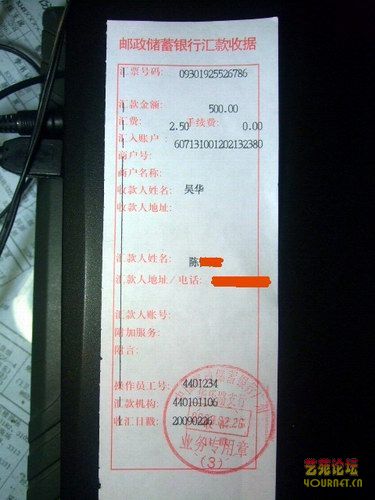 邮政储蓄银行汇款收据
汇票号码: 09301925526786
汇款金额: 500.00
汇费: 2.50 手续费: 0.00
汇入账户: 607131001202132380
商户号:
商户名称:
收款人姓名: 吴华
收款人地址:
汇款人姓名: 陈
汇款人地址/电话:
汇款人账号:
附加服务:
附言:
操作员工号: 4401234
汇款机构: 440101106
收汇日戳: 20090226
业务专用章
(3)
艺苑论坛
YOURART.CN